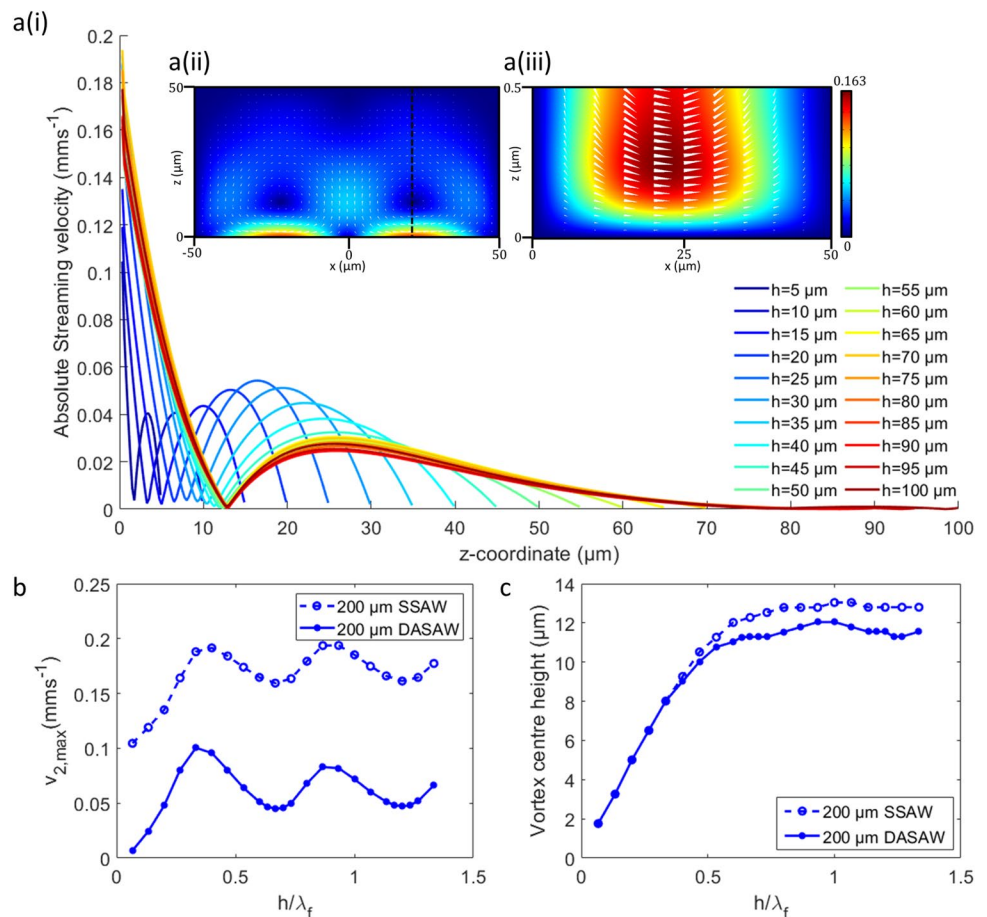 a(i)
Absolute Streaming velocity (mms⁻¹)
0.2
0.18
0.16
0.14
0.12
0.1
0.08
0.06
0.04
0.02
0
0 10 20 30 40 50 60 70 80 90 100
z-coordinate (μm)
a(ii)
50
z (μm)
0
-50 0 50
x (μm)
a(iii)
0.5
z (μm)
0
0 25 50
x (μm)
0.163
0
h=5 μm h=55 μm
h=10 μm h=60 μm
h=15 μm h=65 μm
h=20 μm h=70 μm
h=25 μm h=75 μm
h=30 μm h=80 μm
h=35 μm h=85 μm
h=40 μm h=90 μm
h=45 μm h=95 μm
h=50 μm h=100 μm
b
v2,max(mms⁻¹)
0.25
0.2
0.15
0.1
0.05
0
0 0.5 1 1.5
h/λf
200 μm SSAW
200 μm DASAW
c
Vortex centre height (μm)
14
12
10
8
6
4
2
0
0 0.5 1 1.5
h/λf
200 μm SSAW
200 μm DASAW